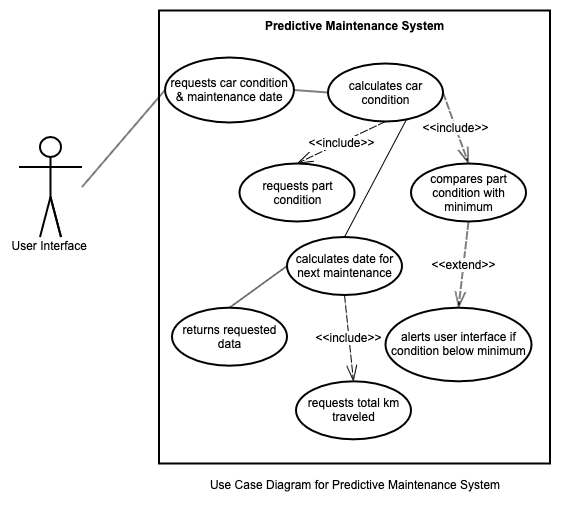 Predictive Maintenance System
requests car condition
& maintenance date
calculates car
condition
<<include>>
<<include>>
requests part
condition
compares part
condition with
minimum
User Interface
calculates date for
next maintenance
<<extend>>
returns requested
data
<<include>>
alerts user interface if
condition below minimum
requests total km
traveled
Use Case Diagram for Predictive Maintenance System